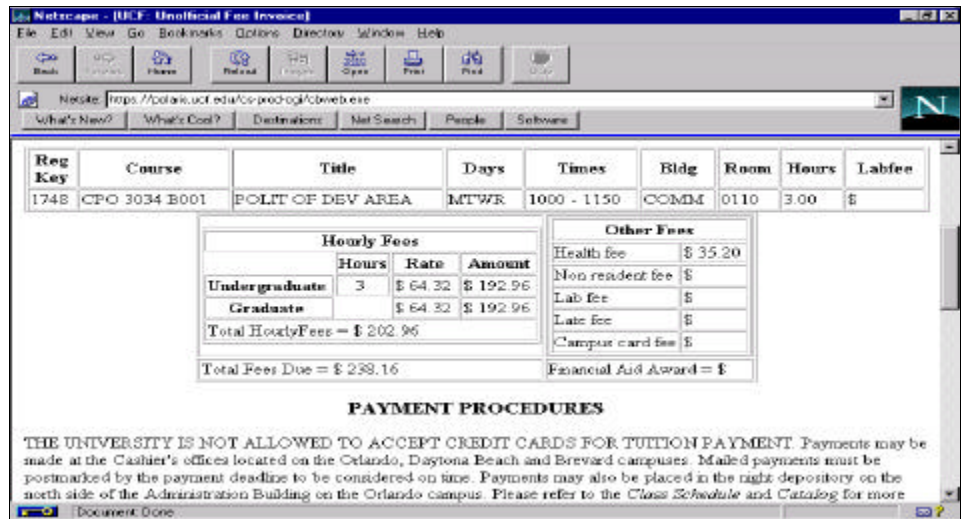 Netscape - [UCF: Unofficial Fee Invoice]
File Edit View Go Bookmarks Options Directory Window Help
Back Home Reload Open Print Find
Netsite: https://polaris.ucf.edu/cs-prod-cgi/cbweb.exe
What's New? What's Cool? Destinations Net Search People Software
N
Reg Key Course Title Days Times Bldg Room Hours Labfee
1748 CPO 3034 B001 POLIT OF DEV AREA MTWR 1000 - 1150 COMM 0110 3.00 $
Hourly Fees
Hours Rate Amount
Undergraduate 3 $ 64.32 $ 192.96
Graduate $ 64.32 $ 192.96
Total HourlyFees = $ 202.96
Other Fees
Health fee $ 35.20
Non resident fee $
Lab fee $
Late fee $
Campus card fee $
Total Fees Due = $ 238.16 Financial Aid Award = $
PAYMENT PROCEDURES
THE UNIVERSITY IS NOT ALLOWED TO ACCEPT CREDIT CARDS FOR TUITION PAYMENT. Payments may be
made at the Cashier's offices located on the Orlando, Daytona Beach and Brevard campuses. Mailed payments must be
postmarked by the payment deadline to be considered on time. Payments may also be placed in the night depository on the
north side of the Administration Building on the Orlando campus. Please refer to the Class Schedule and Catalog for more
Document: Done